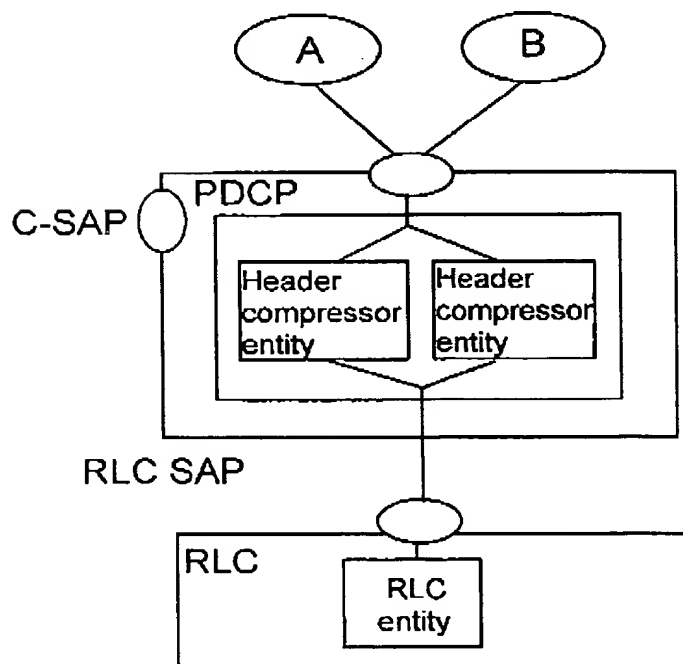 A
B
PDCP
C-SAP
Header
compressor
entity
Header
compressor
entity
RLC SAP
RLC
RLC
entity